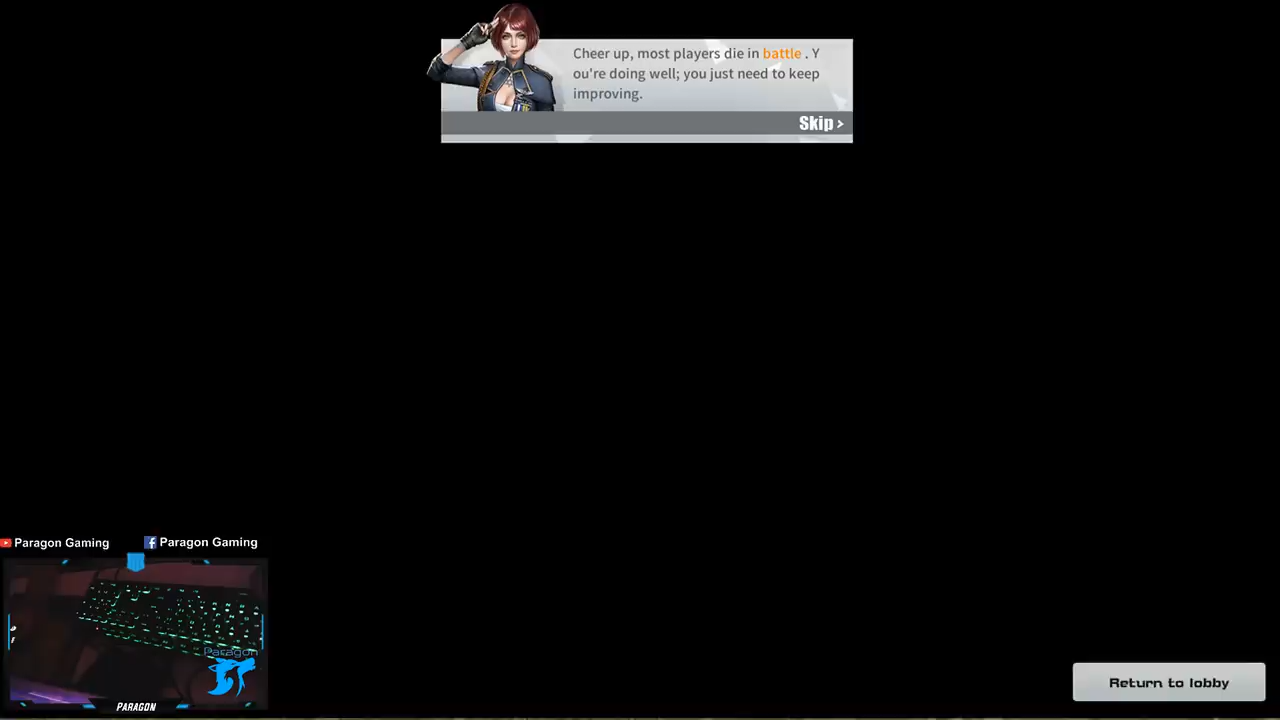 Cheer up, most players die in battle . Y
ou're doing well; you just need to keep
improving.
Skip >
Paragon Gaming
Paragon Gaming
Paragon
PARAGON
Return to lobby